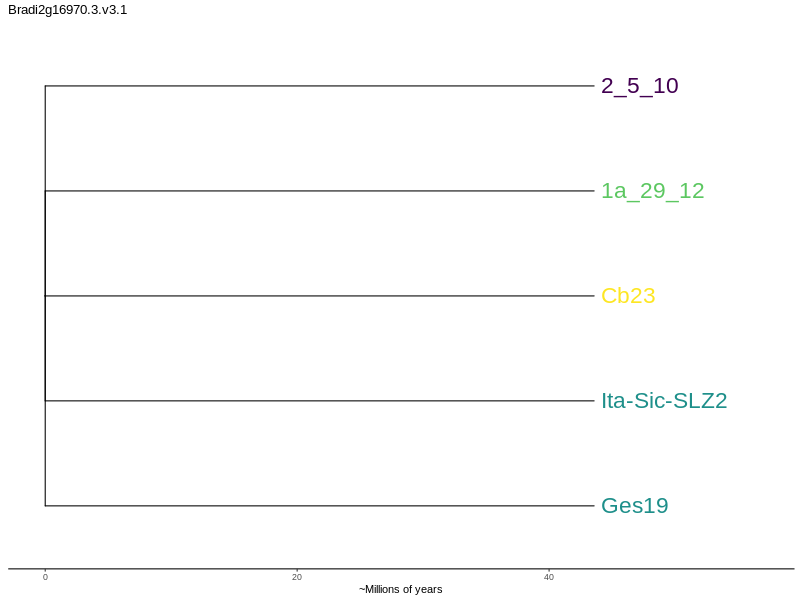 Bradi2g16970.3.v3.1
2_5_10
1a_29_12
Cb23
Ita-Sic-SLZ2
Ges19
0 20 40
~Millions of years